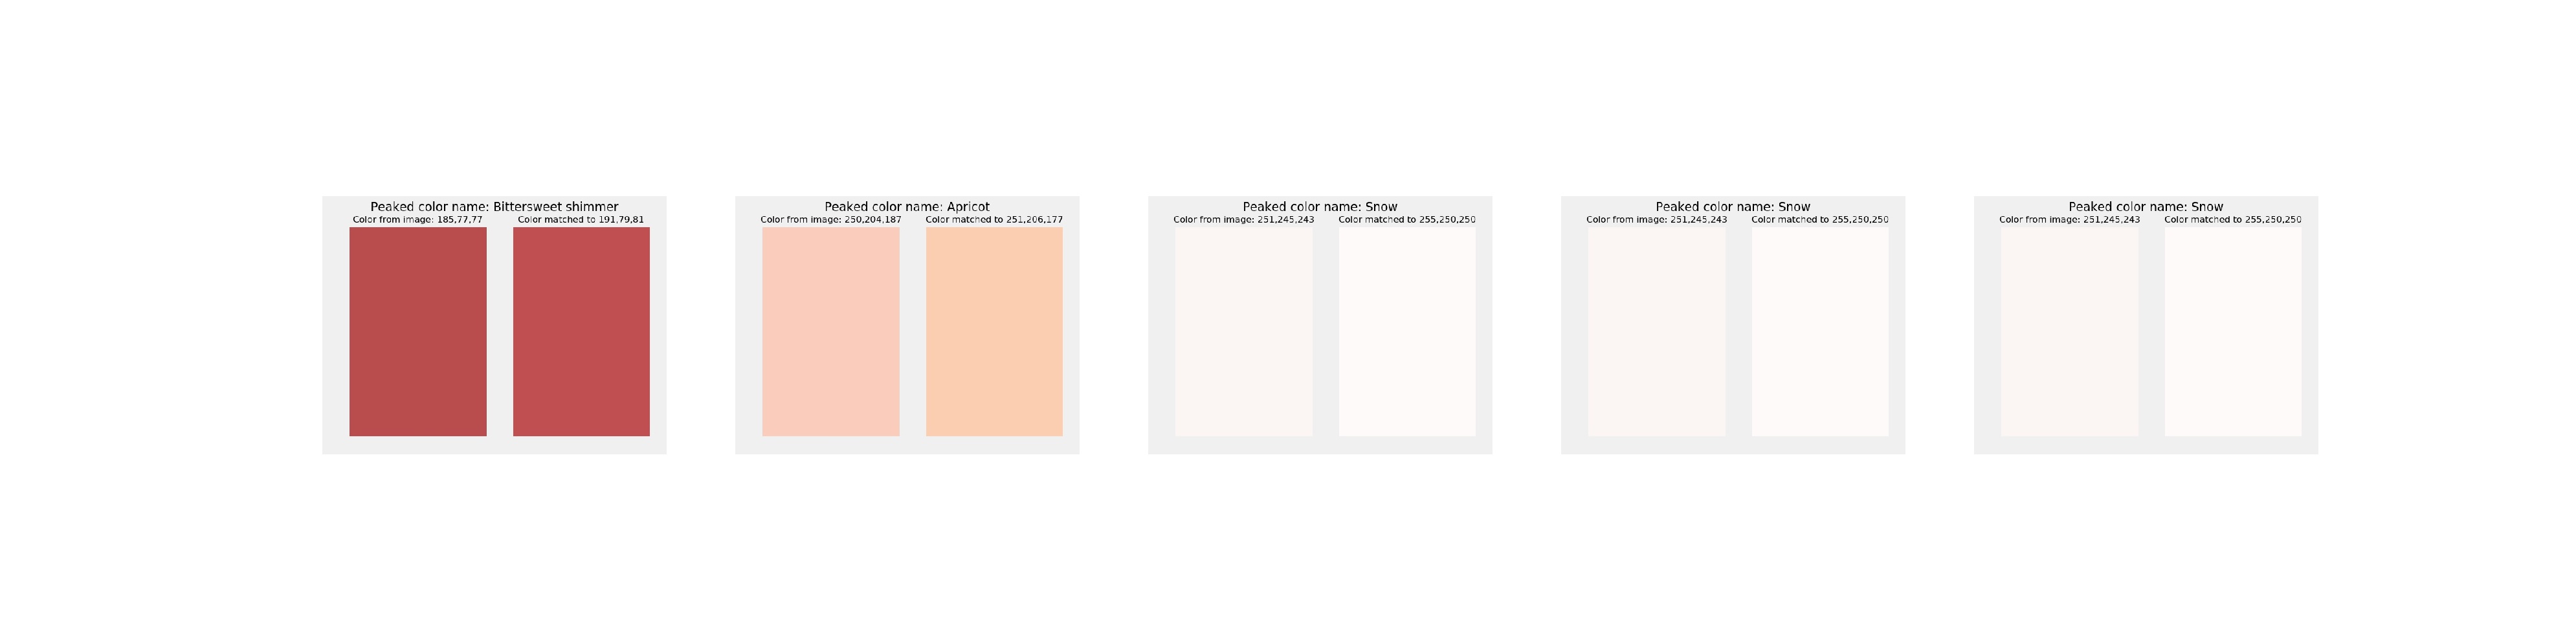 Peaked color name: Bittersweet shimmer
Color from image: 185,77,77
Color matched to 191,79,81
Peaked color name: Apricot
Color from image: 250,204,187
Color matched to 251,206,177
Peaked color name: Snow
Color from image: 251,245,243
Color matched to 255,250,250
Peaked color name: Snow
Color from image: 251,245,243
Color matched to 255,250,250
Peaked color name: Snow
Color from image: 251,245,243
Color matched to 255,250,250